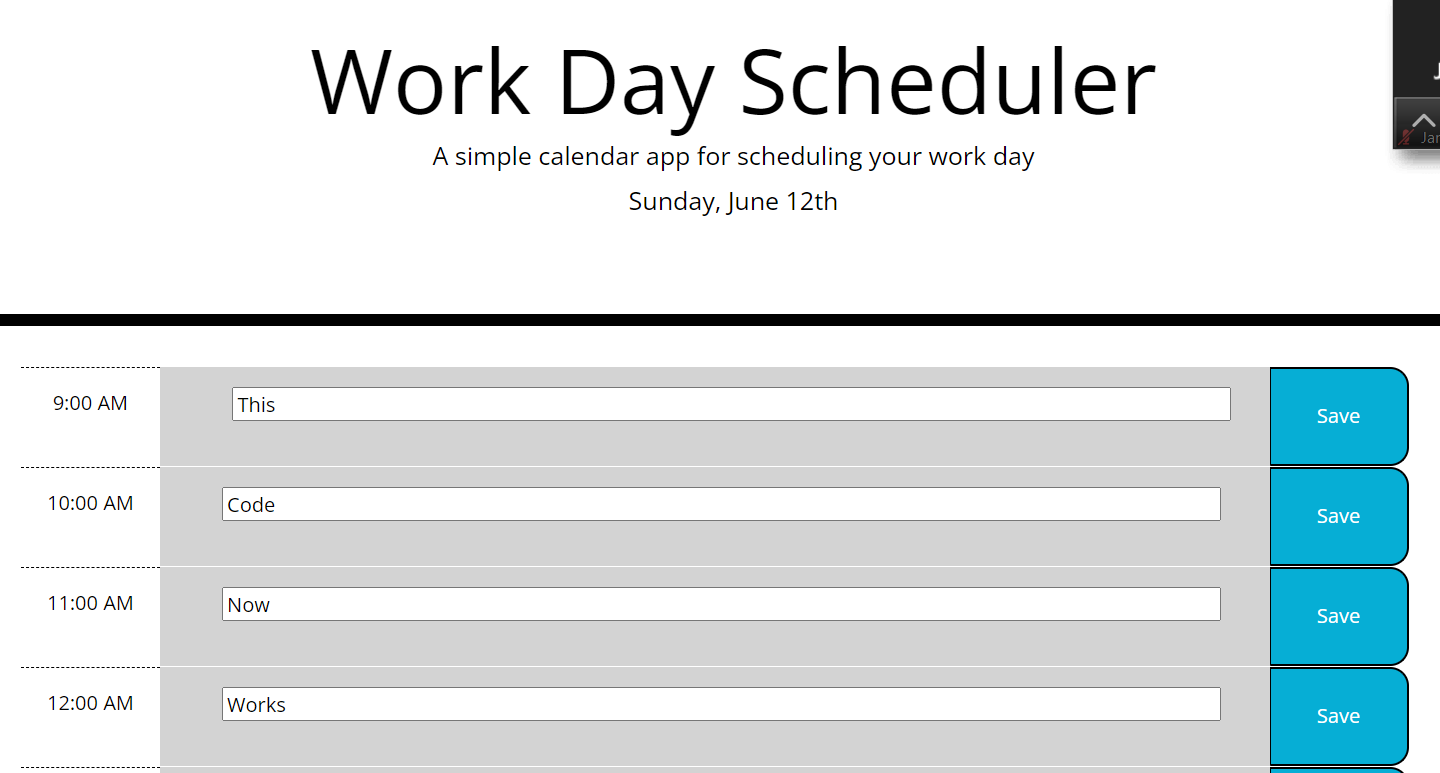 Work Day Scheduler
A simple calendar app for scheduling your work day
Sunday, June 12th
9:00 AM This Save
10:00 AM Code Save
11:00 AM Now Save
12:00 AM Works Save